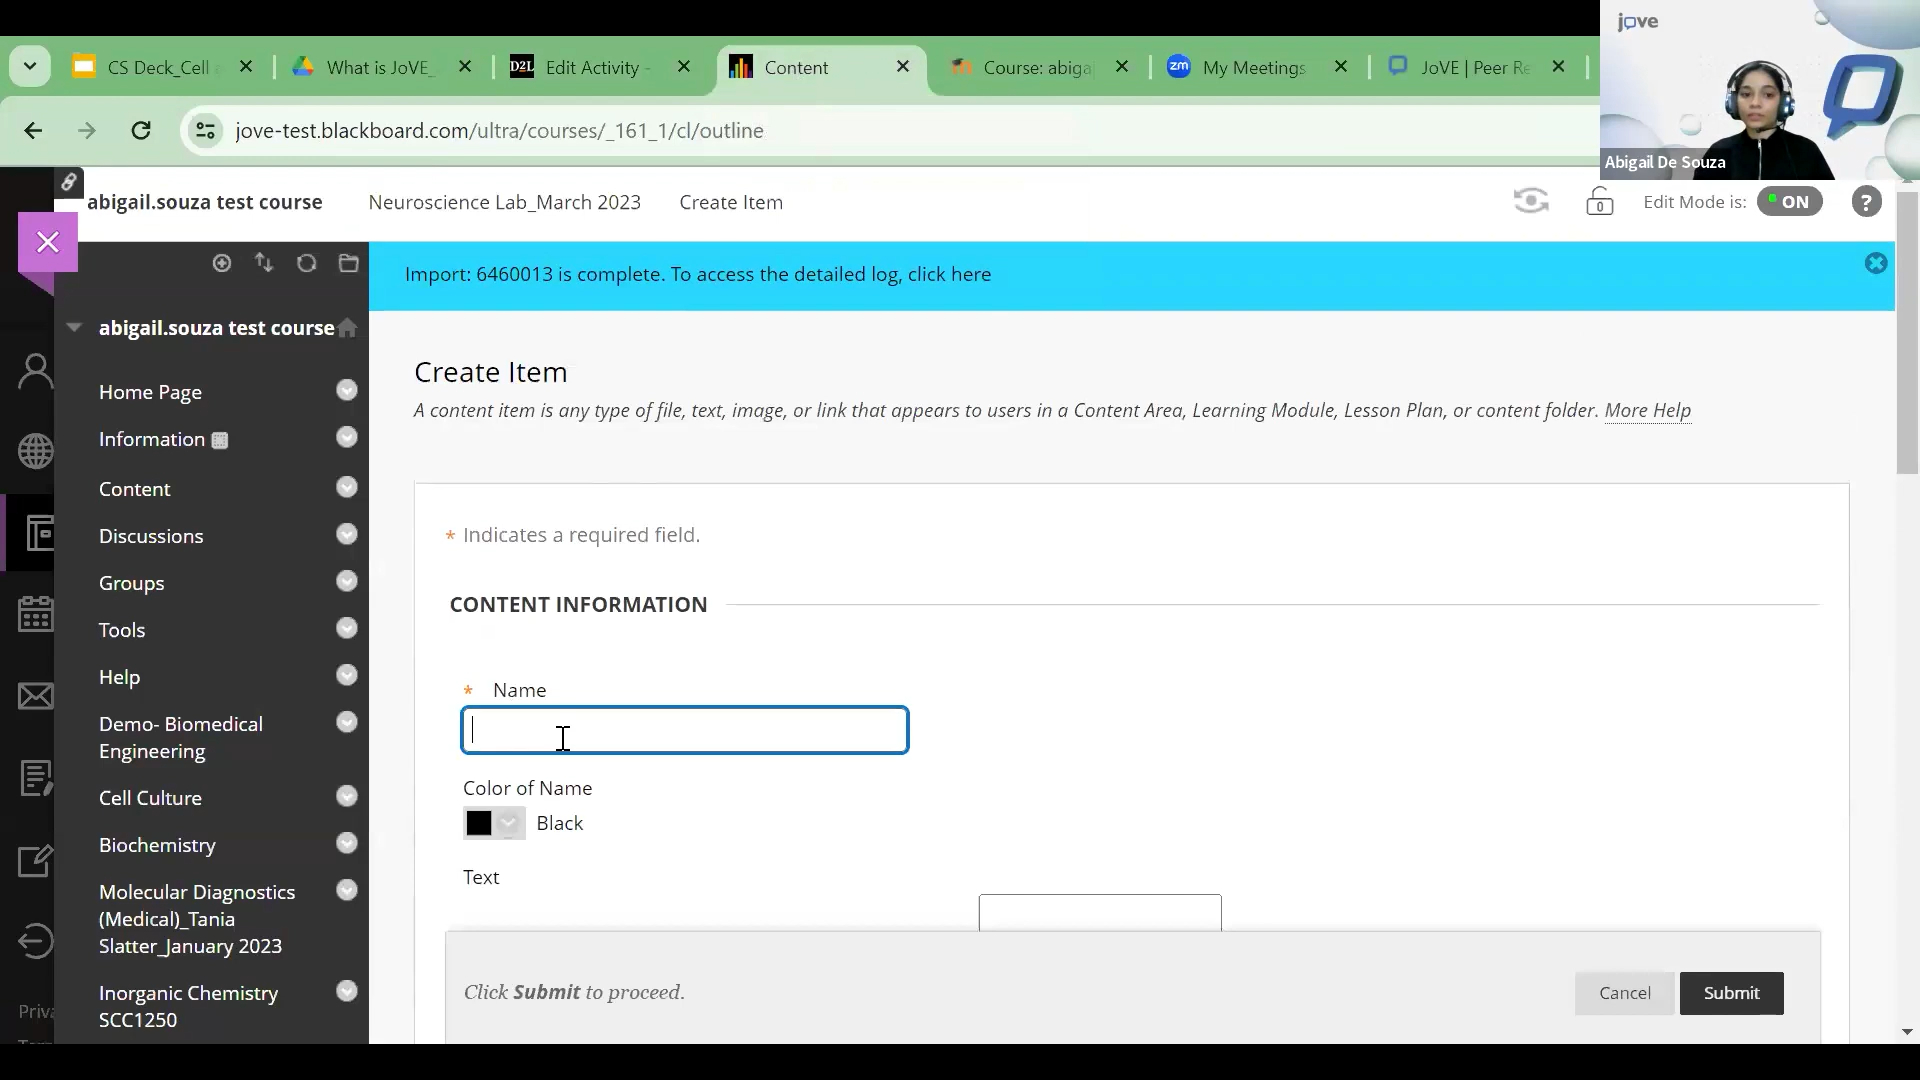 jove
CS Deck_Cell
What is JoVE_
D2L
Edit Activity -
Content
Course: abiga
zm
My Meetings
JoVE | Peer Re
jove-test.blackboard.com/ultra/courses/_161_1/cl/outline
Abigail De Souza
abigail.souza test course
Neuroscience Lab_March 2023
Create Item
0
Edit Mode is:
ON
?
Import: 6460013 is complete. To access the detailed log, click here
abigail.souza test course
Home Page
Information
Content
Discussions
Groups
Tools
Help
Demo- Biomedical
Engineering
Cell Culture
Biochemistry
Molecular Diagnostics
(Medical)_Tania
Slatter_January 2023
Inorganic Chemistry
SCC1250
Priva
Create Item
A content item is any type of file, text, image, or link that appears to users in a Content Area, Learning Module, Lesson Plan, or content folder. More Help
* Indicates a required field.
CONTENT INFORMATION
* Name
Color of Name
Black
Text
Click Submit to proceed.
Cancel
Submit